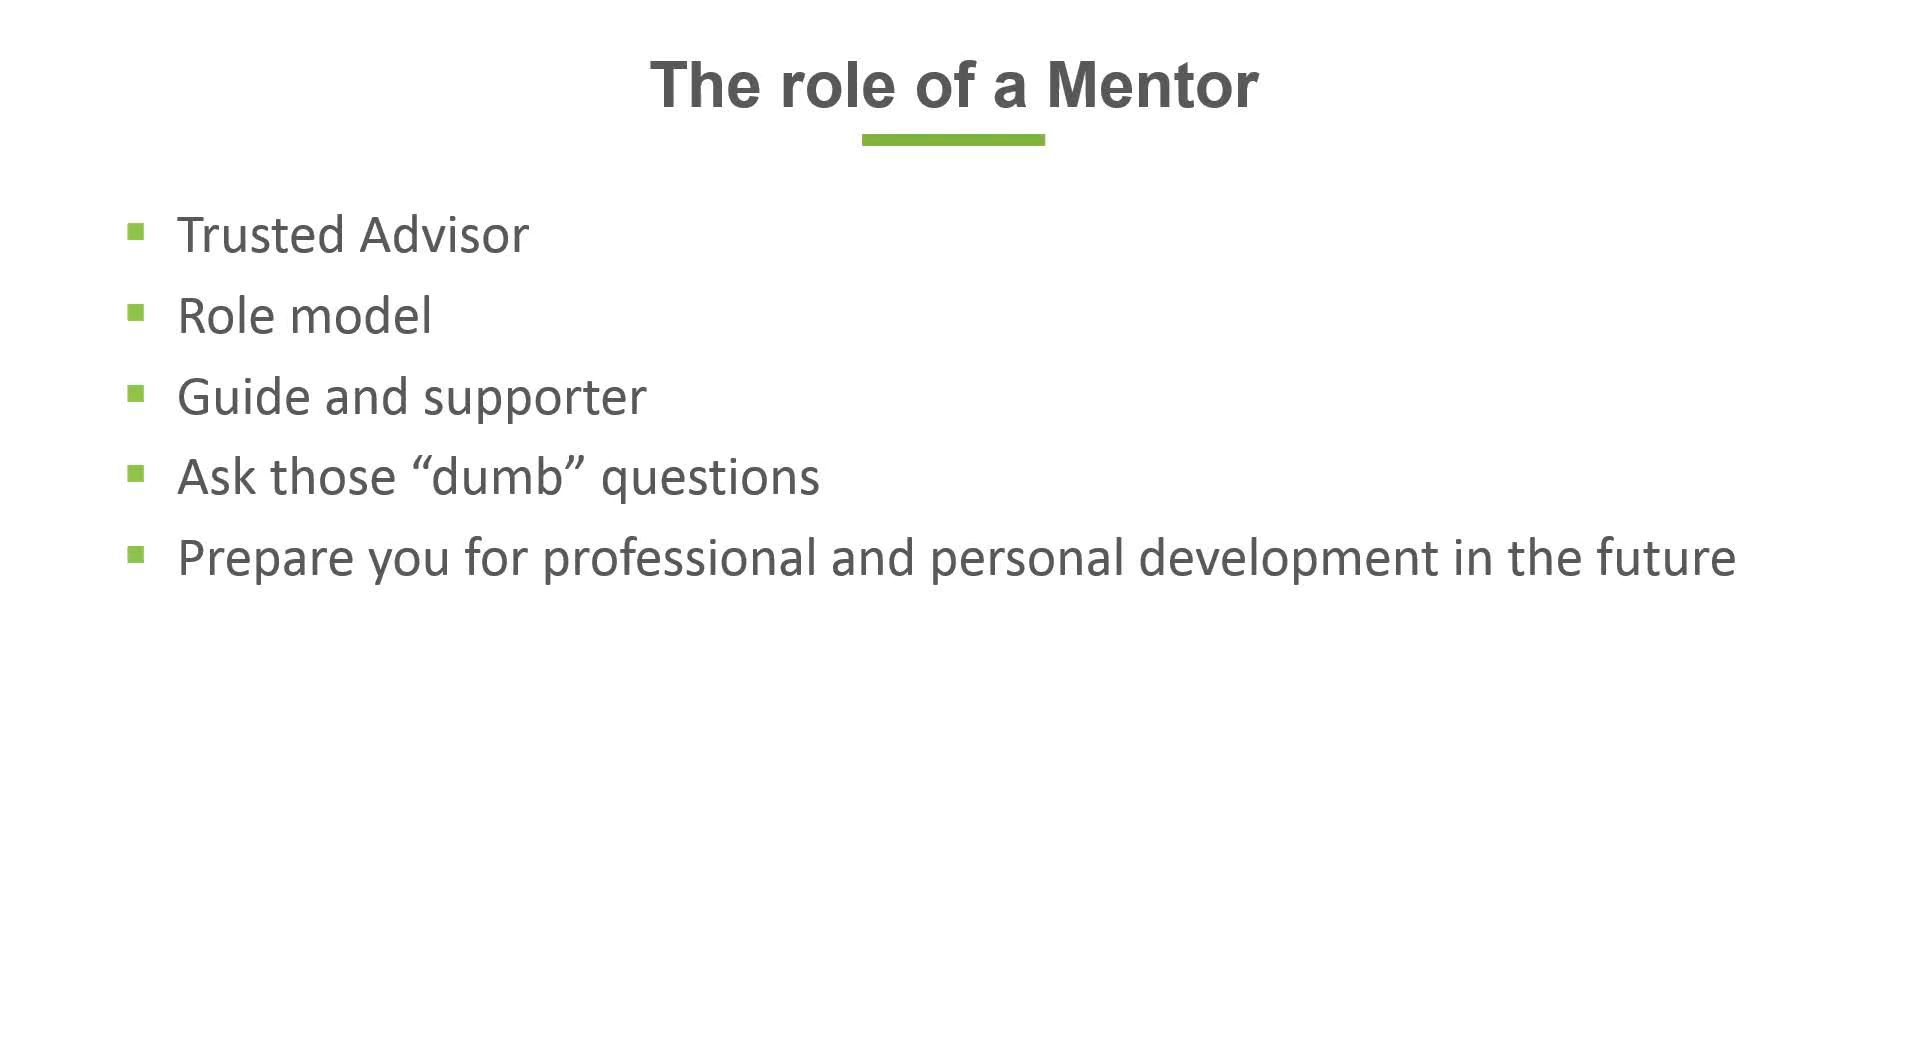 The role of a Mentor
Trusted Advisor
Role model
Guide and supporter
Ask those “dumb” questions
Prepare you for professional and personal development in the future